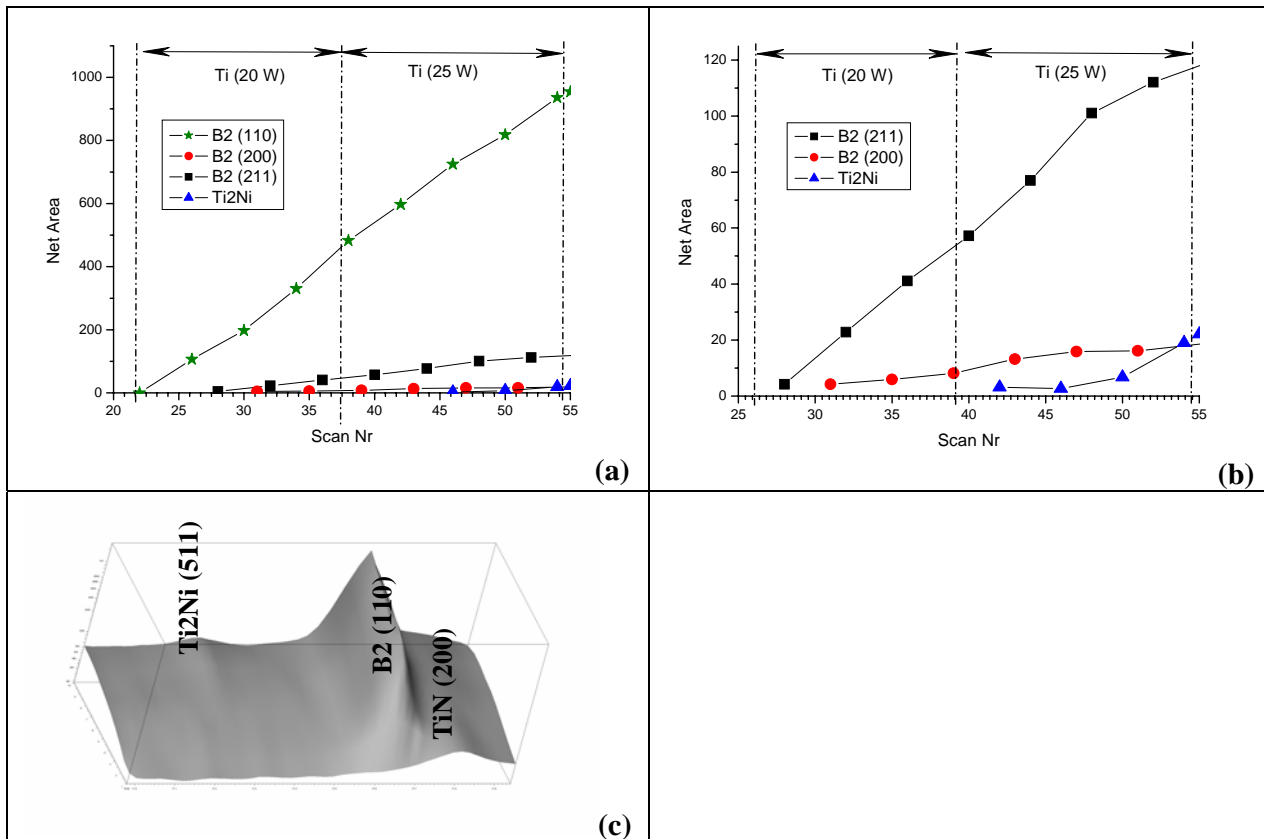 Ti (20 W)
Ti (25 W)
1000
800
600
400
200
0
Net Area
B2 (110)
B2 (200)
B2 (211)
Ti2Ni
20 25 30 35 40 45 50 55
Scan Nr
(a)
Ti (20 W)
Ti (25 W)
120
100
80
60
40
20
0
Net Area
B2 (211)
B2 (200)
Ti2Ni
25 30 35 40 45 50 55
Scan Nr
(b)
Ti2Ni (511)
B2 (110)
TiN (200)
(c)